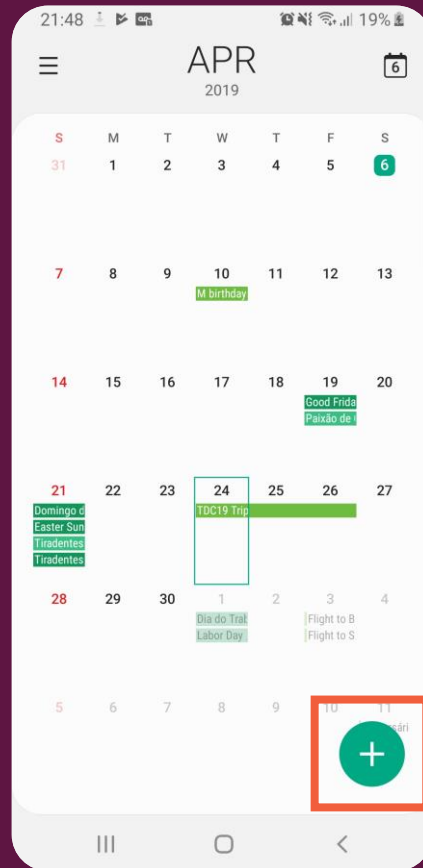 21:48 19%
APR
6
2019
S M T W T F S
31 1 2 3 4 5 6
7 8 9 10 11 12 13
M birthday
14 15 16 17 18 19 20
Good Frida
Paixão de
21 22 23 24 25 26 27
Domingo d TDC19 Trip
Easter Sun
Tiradentes
Tiradentes
28 29 30 1 2 3 4
Dia do Trab Flight to B
Labor Day Flight to S
5 6 7 8 9 10 11
sári